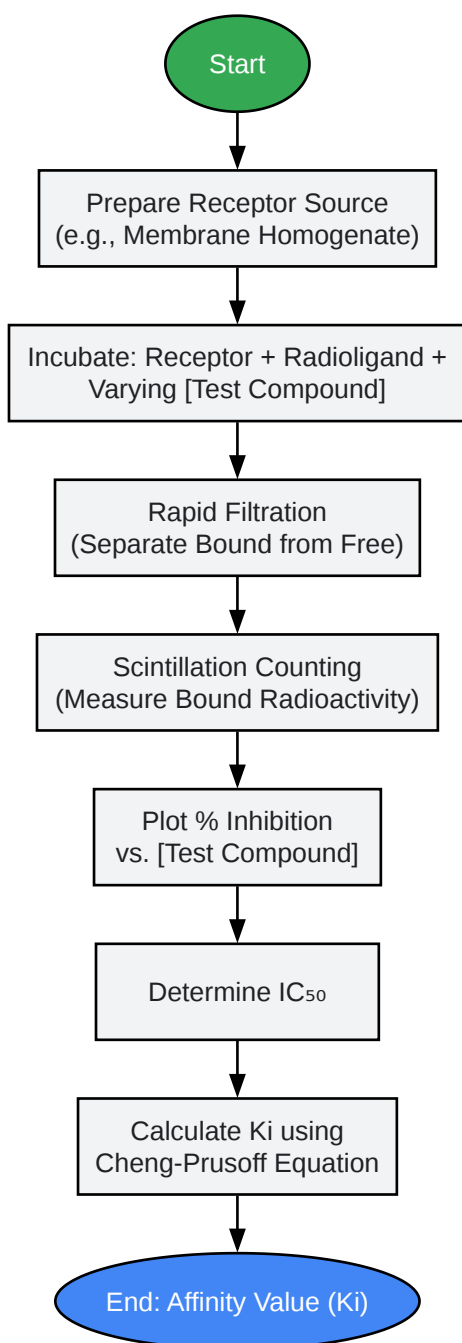 Start
Prepare Receptor Source
(e.g., Membrane Homogenate)
Incubate: Receptor + Radioligand +
Varying [Test Compound]
Rapid Filtration
(Separate Bound from Free)
Scintillation Counting
(Measure Bound Radioactivity)
Plot % Inhibition
vs. [Test Compound]
Determine IC₅₀
Calculate Ki using
Cheng-Prusoff Equation
End: Affinity Value (Ki)